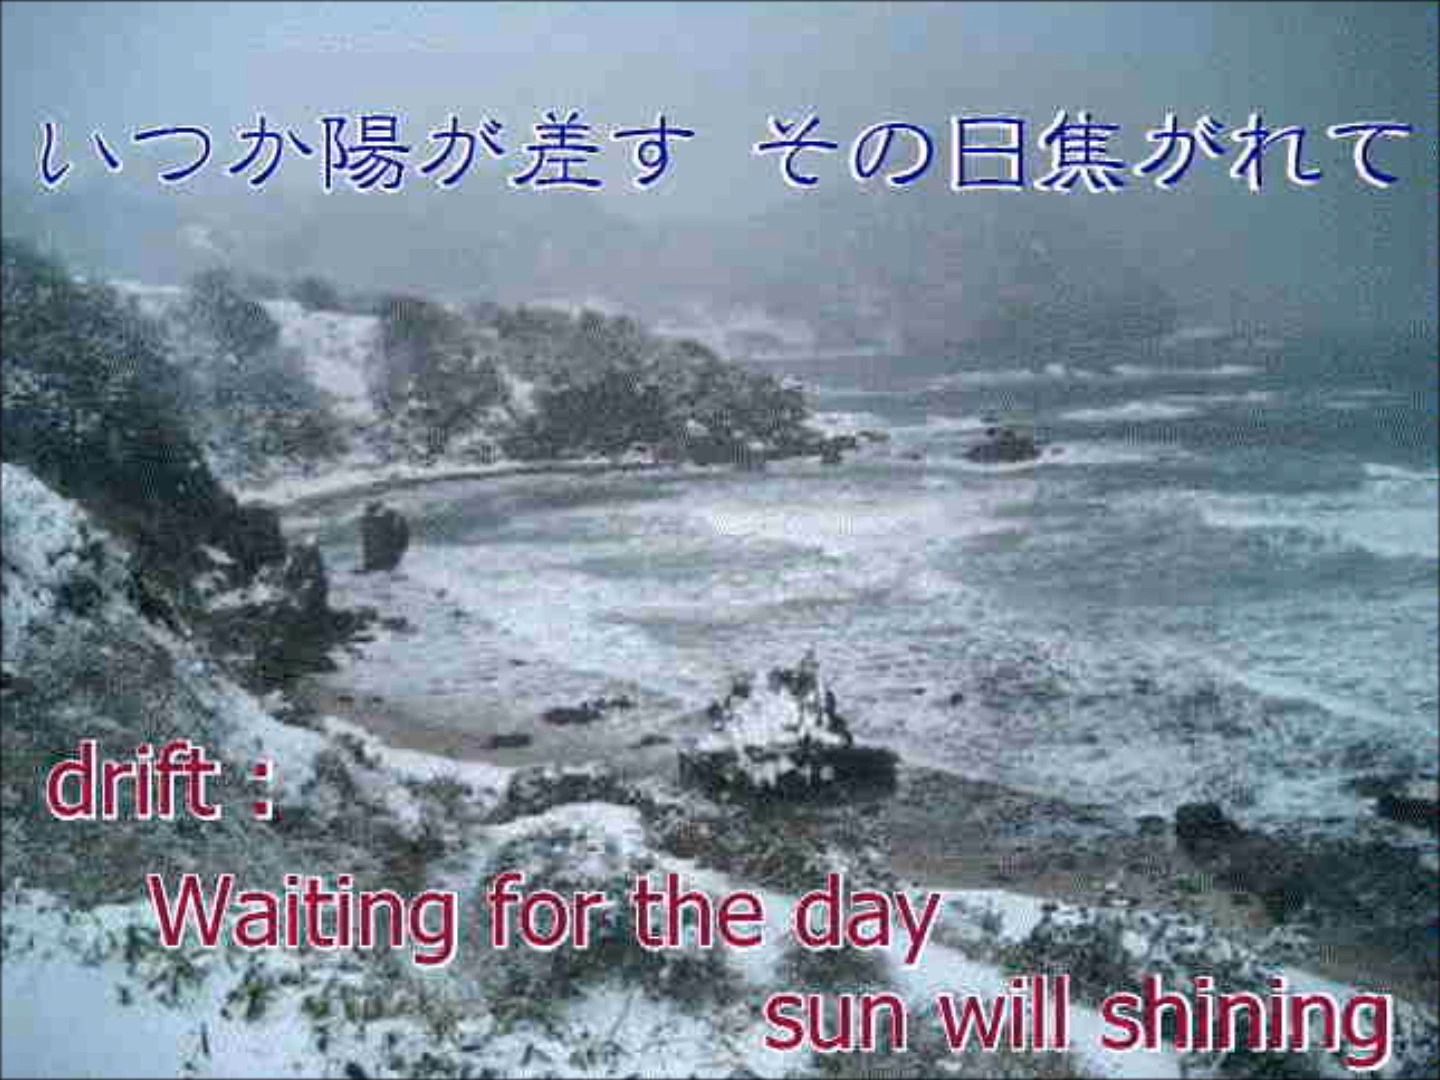 いつか陽が差す その日焦がれて
drift :
Waiting for the day
sun will shining